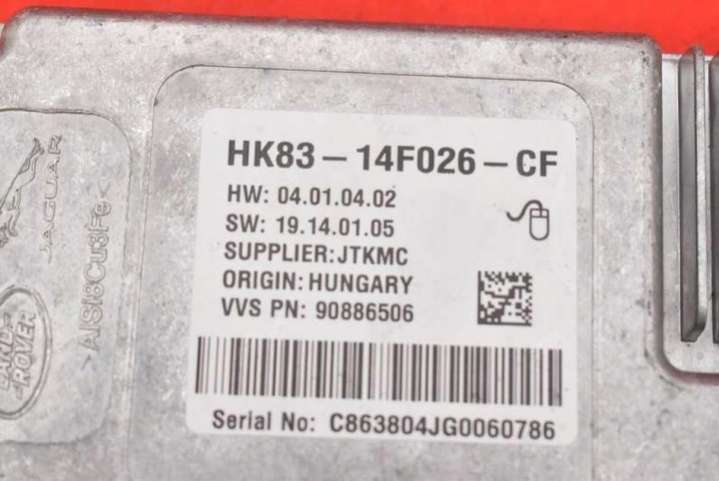 HK83-14F026-CF
HW: 04.01.04.02
SW: 19.14.01.05
SUPPLIER:JTKMC
ORIGIN:HUNGARY
VVS PN: 90886506
Serial No: C863804JG0060786
JAGUAR
LAND
ROVER
>AlSi8Cu3Fe<